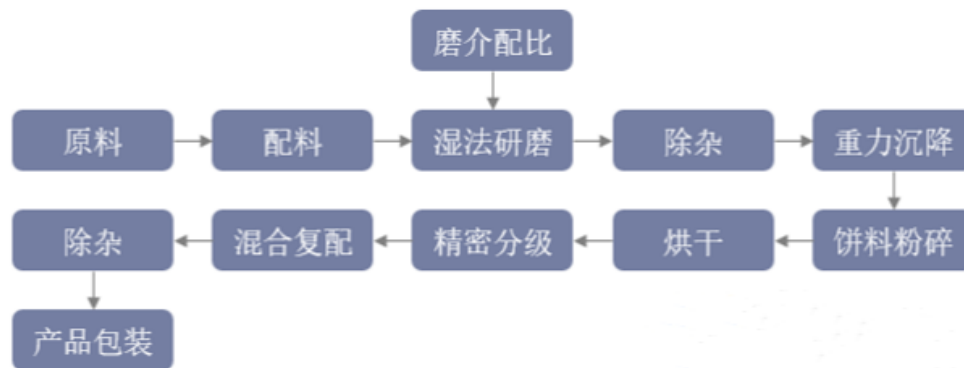 磨介配比
原料
配料
湿法研磨
除杂
重力沉降
饼料粉碎
烘干
精密分级
混合复配
除杂
产品包装